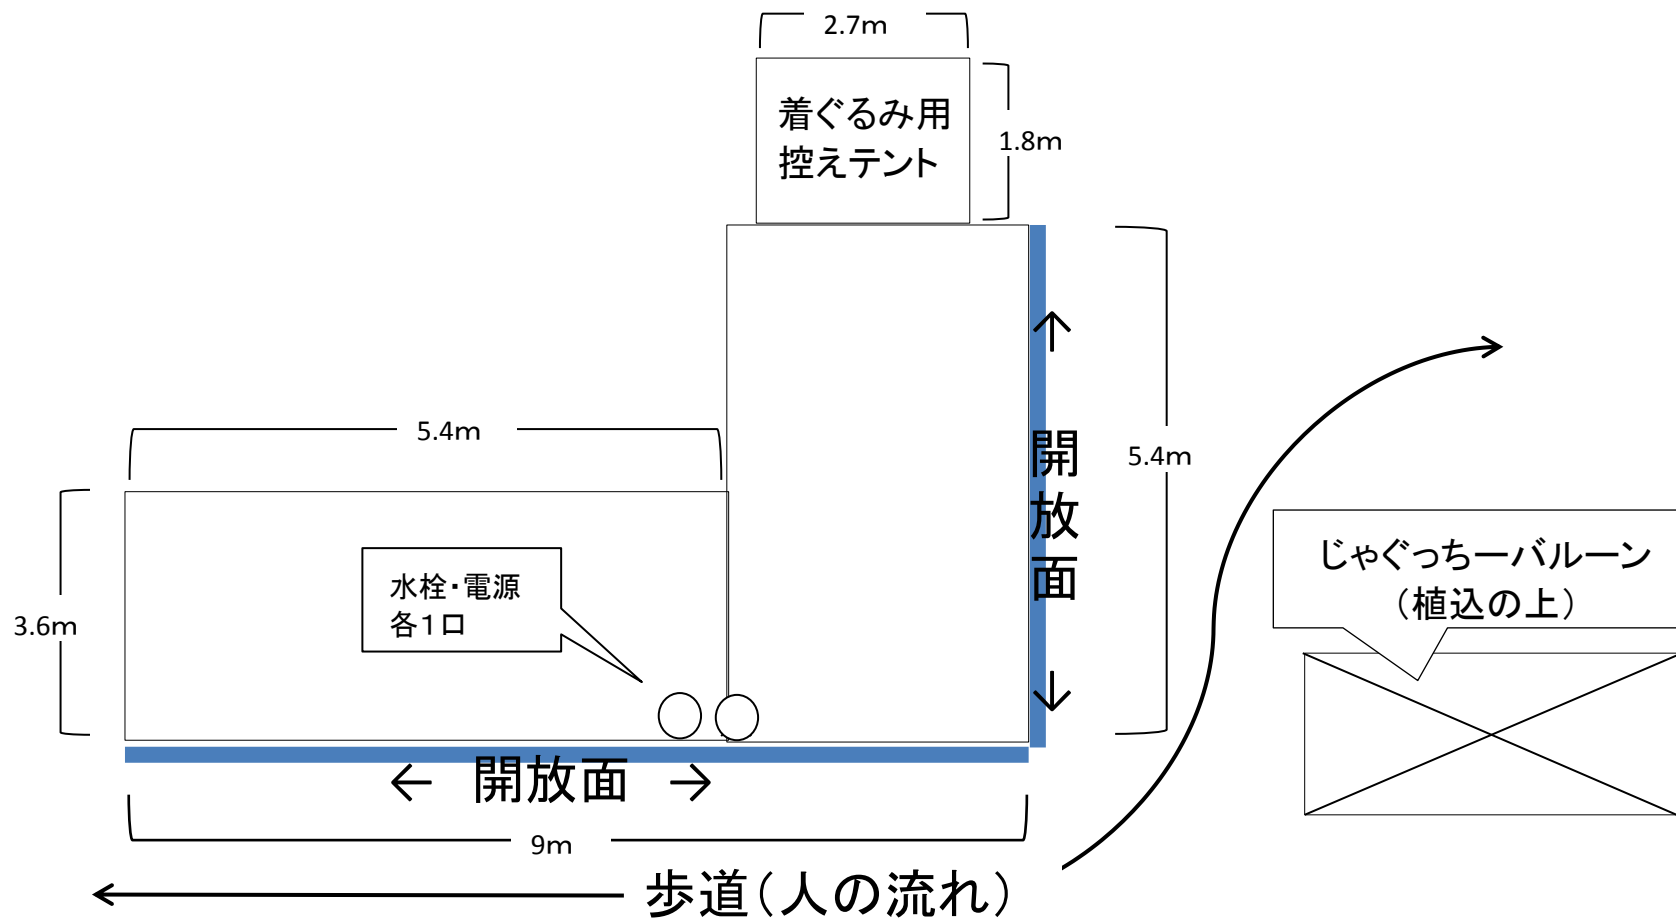 2.7m
着ぐるみ用
控えテント
1.8m
5.4m
開放面
5.4m
じゃぐっちーバルーン
（植込の上）
水栓・電源
各１口
3.6m
← 開放面 →
9m
歩道（人の流れ）